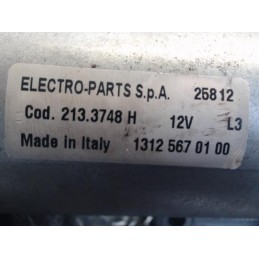 ELECTRO-PARTS S.p.A. 25812
Cod. 213.3748 H 12V L3
Made in Italy 1312 567 01 00